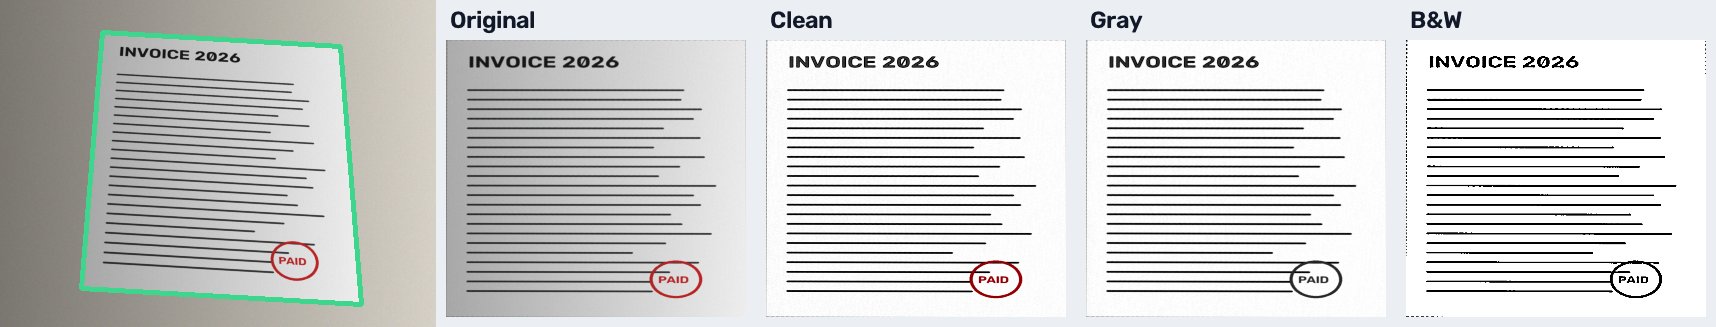 INVOICE 2026
PAID
Original
INVOICE 2026
PAID
Clean
INVOICE 2026
PAID
Gray
INVOICE 2026
PAID
B&W
INVOICE 2026
PAID